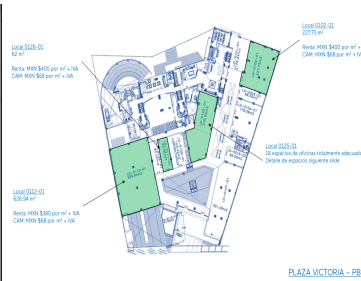 Local 0102-01
227.75 m²
Renta: MXN $400 por m² +
CAM: MXN $68 por m² + IVA
Local 0126-01
62 m²
Renta: MXN $400 por m² + IVA
CAM: MXN $68 por m² + IVA
Local 0125-01
18 espacios de oficinas totalmente adecuado
Detalle de espacios siguiente slide
Local 0112-01
626.94 m²
Renta: MXN $380 por m² + IVA
CAM: MXN $68 por m² + IVA
PLAZA VICTORIA – PB